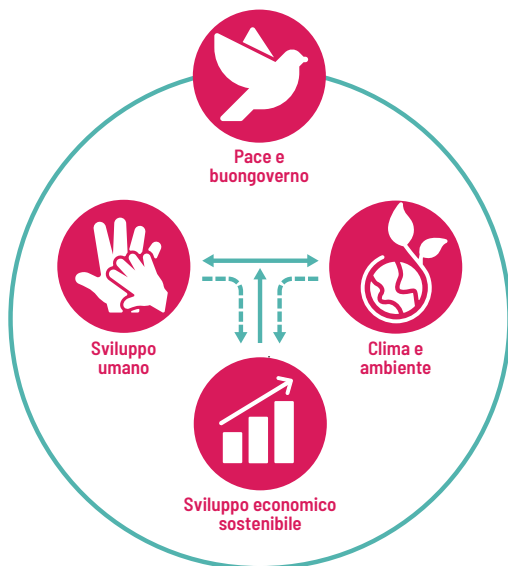 Pace e
buongoverno
Sviluppo
umano
Clima e
ambiente
Sviluppo economico
sostenibile